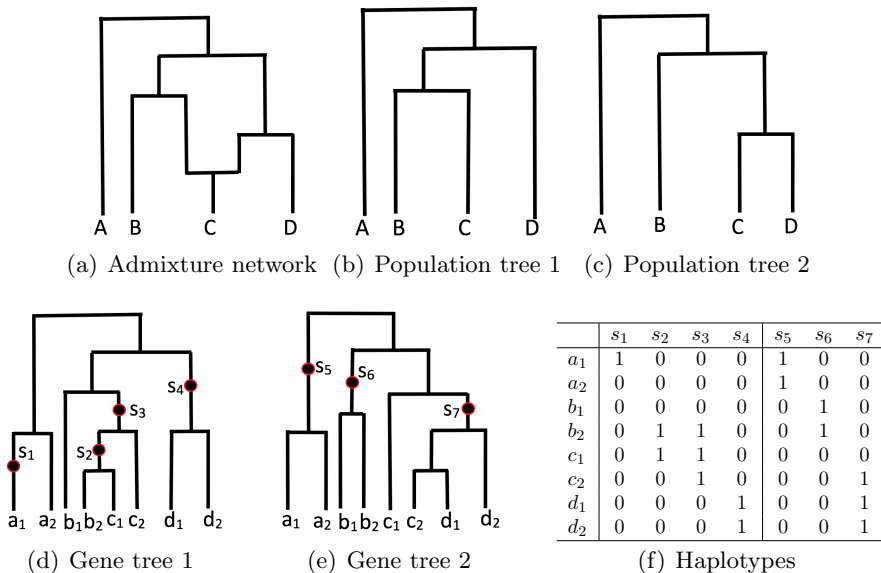 A B C D
A B C D
A B C D
(a) Admixture network (b) Population tree 1 (c) Population tree 2
s1 s2 s3 s4
a1 a2 b1 b2 c1 c2 d1 d2
(d) Gene tree 1
s5 s6 s7
a1 a2 b1 b2 c1 c2 d1 d2
(e) Gene tree 2
s1 s2 s3 s4 s5 s6 s7
a1 1 0 0 0 1 0 0
a2 0 0 0 0 1 0 0
b1 0 0 0 0 0 1 0
b2 0 1 1 0 0 1 0
c1 0 1 1 0 0 0 0
c2 0 0 1 0 0 0 1
d1 0 0 0 1 0 0 1
d2 0 0 0 1 0 0 1
(f) Haplotypes